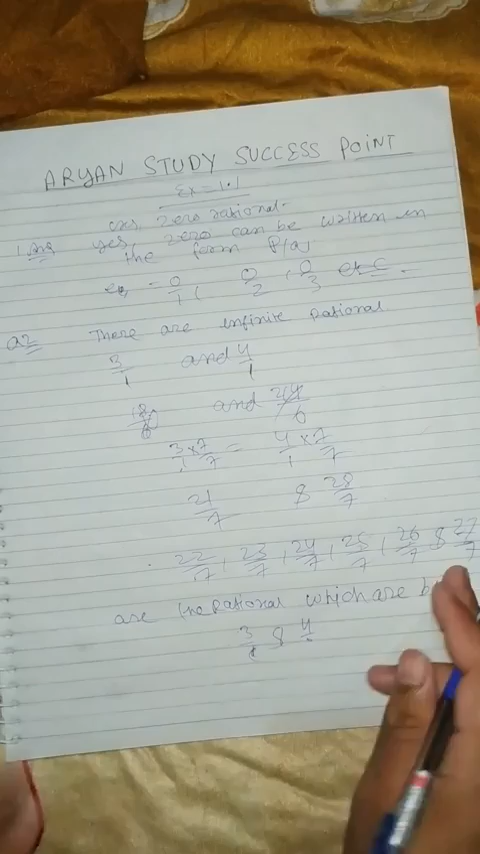 ARYAN STUDY SUCCESS POINT
Ex = 1.1
zero rational
1 Ans yes, zero can be written in
the form P/q
0/1, 0/2, 0/3 etc.
Q2 There are infinite rational
3/1 and 4/1
18/6 and 24/6
3/1 × 7/7 = 4/1 × 7/7
21/7 & 28/7
22/7, 23/7, 24/7, 25/7, 26/7 & 27/7
are the Rational which are
3/1 & 4/1